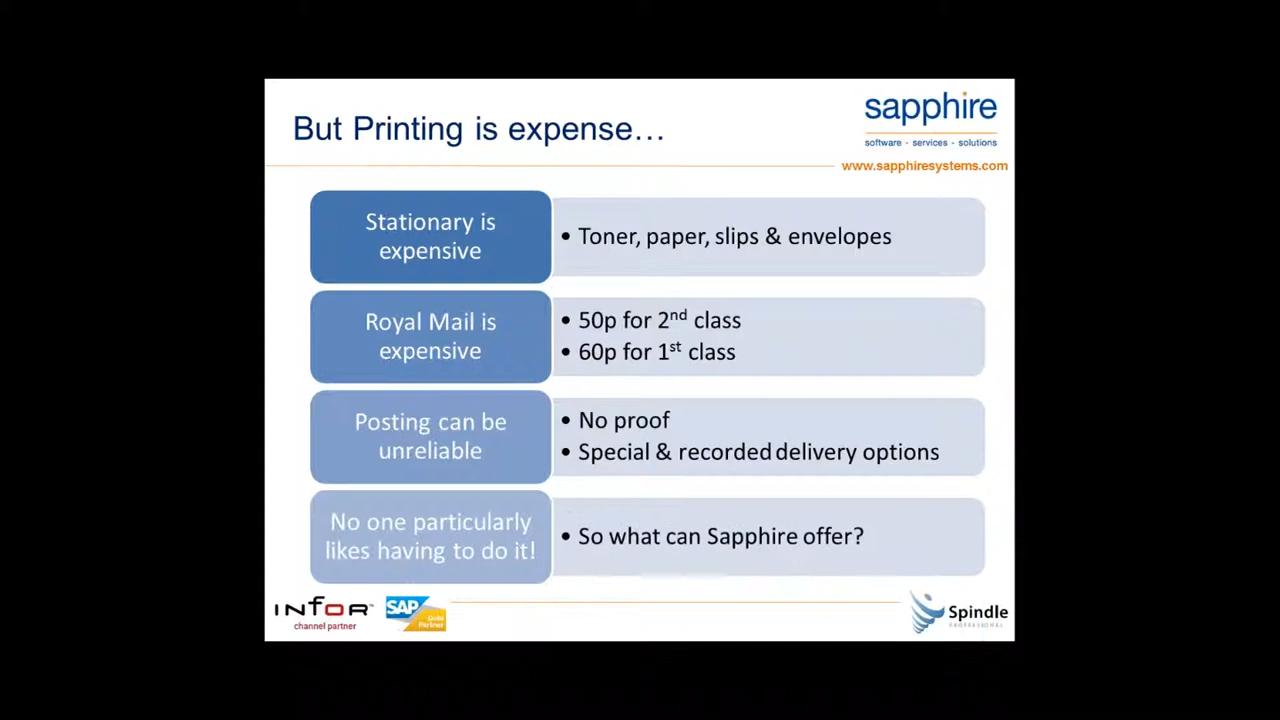 But Printing is expense…
sapphire
software - services - solutions
www.sapphiresystems.com
Stationary is
expensive
• Toner, paper, slips & envelopes
Royal Mail is
expensive
• 50p for 2nd class
• 60p for 1st class
Posting can be
unreliable
• No proof
• Special & recorded delivery options
No one particularly
likes having to do it!
• So what can Sapphire offer?
INFOR™
channel partner
SAP
Gold
Partner
Spindle
PROFESSIONAL